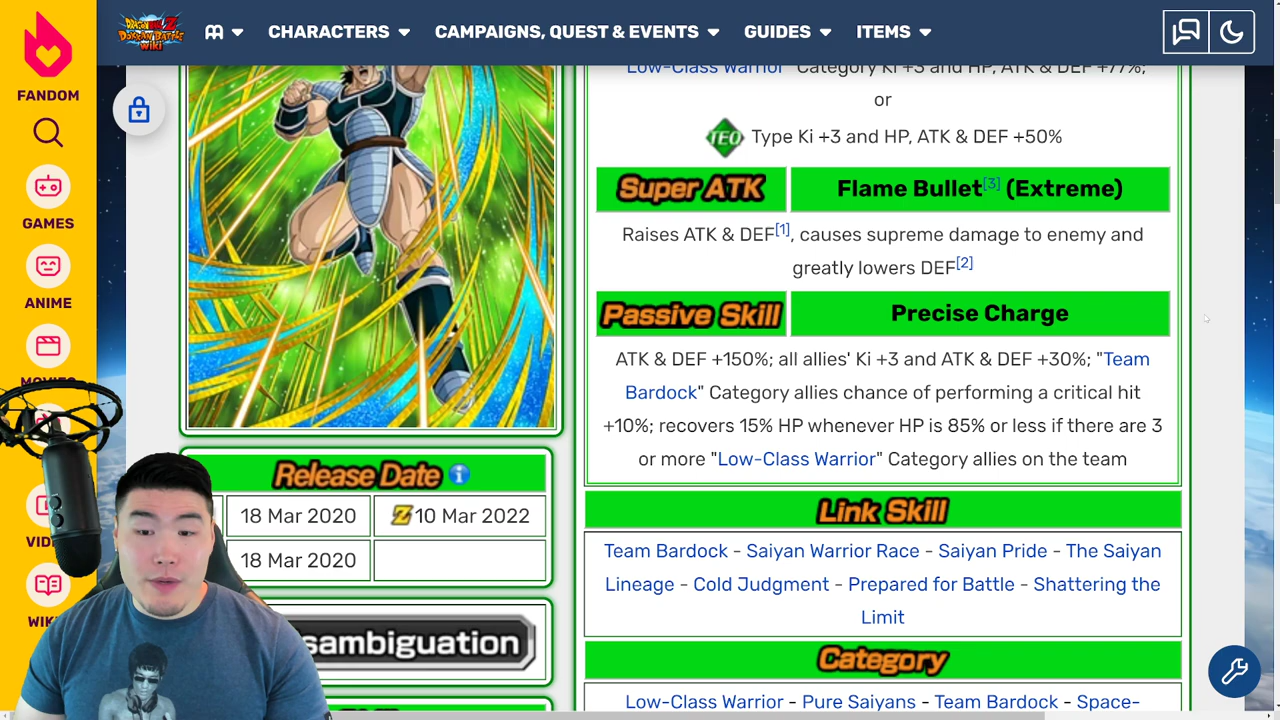 DRAGON BALL Z
DOKKAN BATTLE
WIKI
CHARACTERS
CAMPAIGNS, QUEST & EVENTS
GUIDES
ITEMS
FANDOM
GAMES
ANIME
MOVIES
WIKI
Low-Class Warrior" Category Ki +3 and HP, ATK & DEF +77%;
or
TEQ Type Ki +3 and HP, ATK & DEF +50%
Super ATK
Flame Bullet[3] (Extreme)
Raises ATK & DEF[1], causes supreme damage to enemy and
greatly lowers DEF[2]
Passive Skill
Precise Charge
ATK & DEF +150%; all allies' Ki +3 and ATK & DEF +30%; "Team
Bardock" Category allies chance of performing a critical hit
+10%; recovers 15% HP whenever HP is 85% or less if there are 3
or more "Low-Class Warrior" Category allies on the team
Release Date
18 Mar 2020
Z 10 Mar 2022
18 Mar 2020
sambiguation
Link Skill
Team Bardock - Saiyan Warrior Race - Saiyan Pride - The Saiyan
Lineage - Cold Judgment - Prepared for Battle - Shattering the
Limit
Category
Low-Class Warrior - Pure Saiyans - Team Bardock - Space-